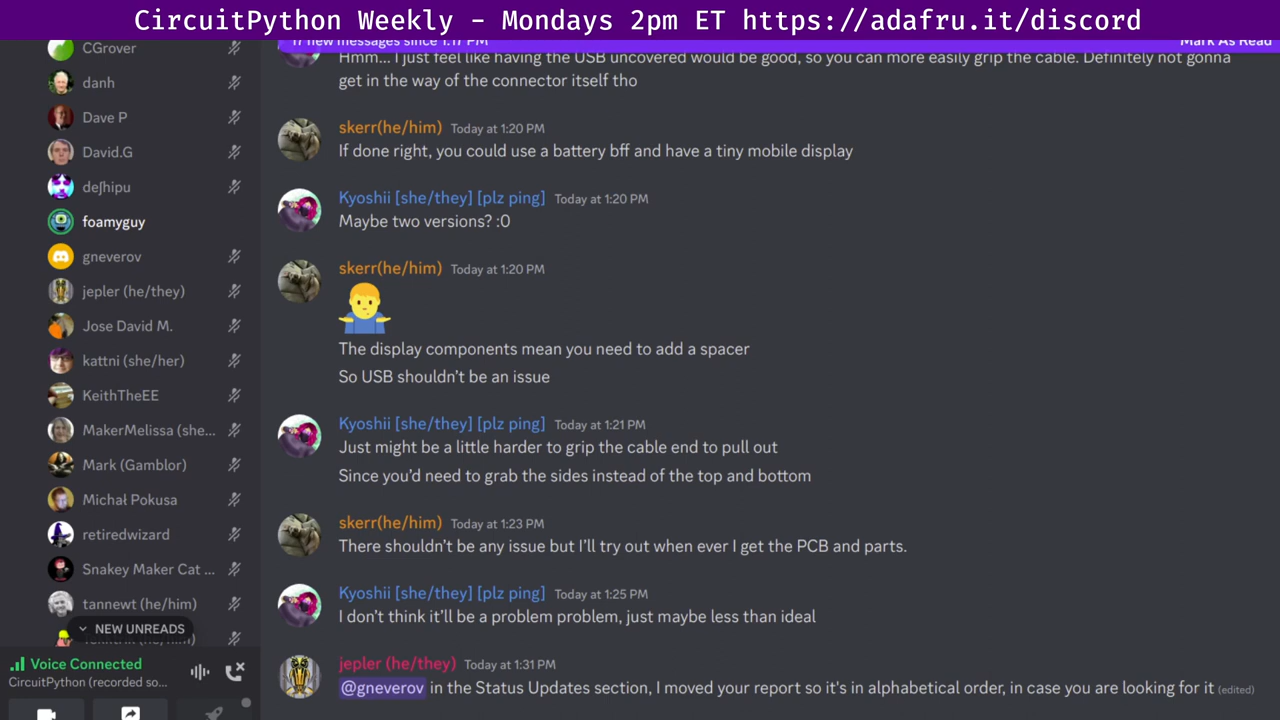 CircuitPython Weekly - Mondays 2pm ET https://adafru.it/discord
17 new messages since 1:17 PM
Mark As Read
CGrover
danh
Dave P
David.G
deʃhipu
foamyguy
gneverov
jepler (he/they)
Jose David M.
kattni (she/her)
KeithTheEE
MakerMelissa (she...
Mark (Gamblor)
Michał Pokusa
retiredwizard
Snakey Maker Cat ...
tannewt (he/him)
NEW UNREADS
Voice Connected
CircuitPython (recorded so...
Hmm... I just feel like having the USB uncovered would be good, so you can more easily grip the cable. Definitely not gonna
get in the way of the connector itself tho
skerr(he/him) Today at 1:20 PM
If done right, you could use a battery bff and have a tiny mobile display
Kyoshii [she/they] [plz ping] Today at 1:20 PM
Maybe two versions? :0
skerr(he/him) Today at 1:20 PM
The display components mean you need to add a spacer
So USB shouldn't be an issue
Kyoshii [she/they] [plz ping] Today at 1:21 PM
Just might be a little harder to grip the cable end to pull out
Since you'd need to grab the sides instead of the top and bottom
skerr(he/him) Today at 1:23 PM
There shouldn't be any issue but I'll try out when ever I get the PCB and parts.
Kyoshii [she/they] [plz ping] Today at 1:25 PM
I don't think it'll be a problem problem, just maybe less than ideal
jepler (he/they) Today at 1:31 PM
@gneverov in the Status Updates section, I moved your report so it's in alphabetical order, in case you are looking for it (edited)